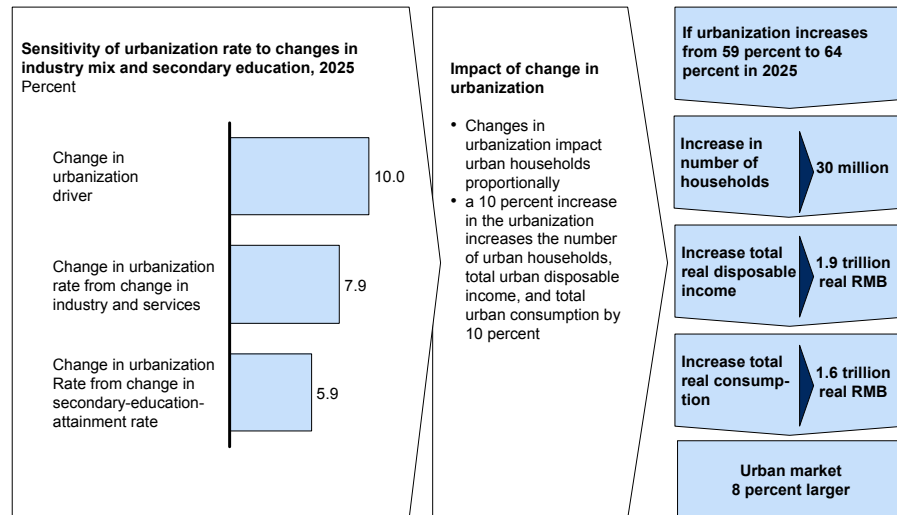 Sensitivity of urbanization rate to changes in
industry mix and secondary education, 2025
Percent
Change in
urbanization
driver
10.0
Change in urbanization
rate from change in
industry and services
7.9
Change in urbanization
Rate from change in
secondary-education-
attainment rate
5.9
Impact of change in
urbanization
• Changes in
urbanization impact
urban households
proportionally
• a 10 percent increase
in the urbanization
increases the number
of urban households,
total urban disposable
income, and total
urban consumption by
10 percent
If urbanization increases
from 59 percent to 64
percent in 2025
Increase in
number of
households
30 million
Increase total
real disposable
income
1.9 trillion
real RMB
Increase total
real consump-
tion
1.6 trillion
real RMB
Urban market
8 percent larger